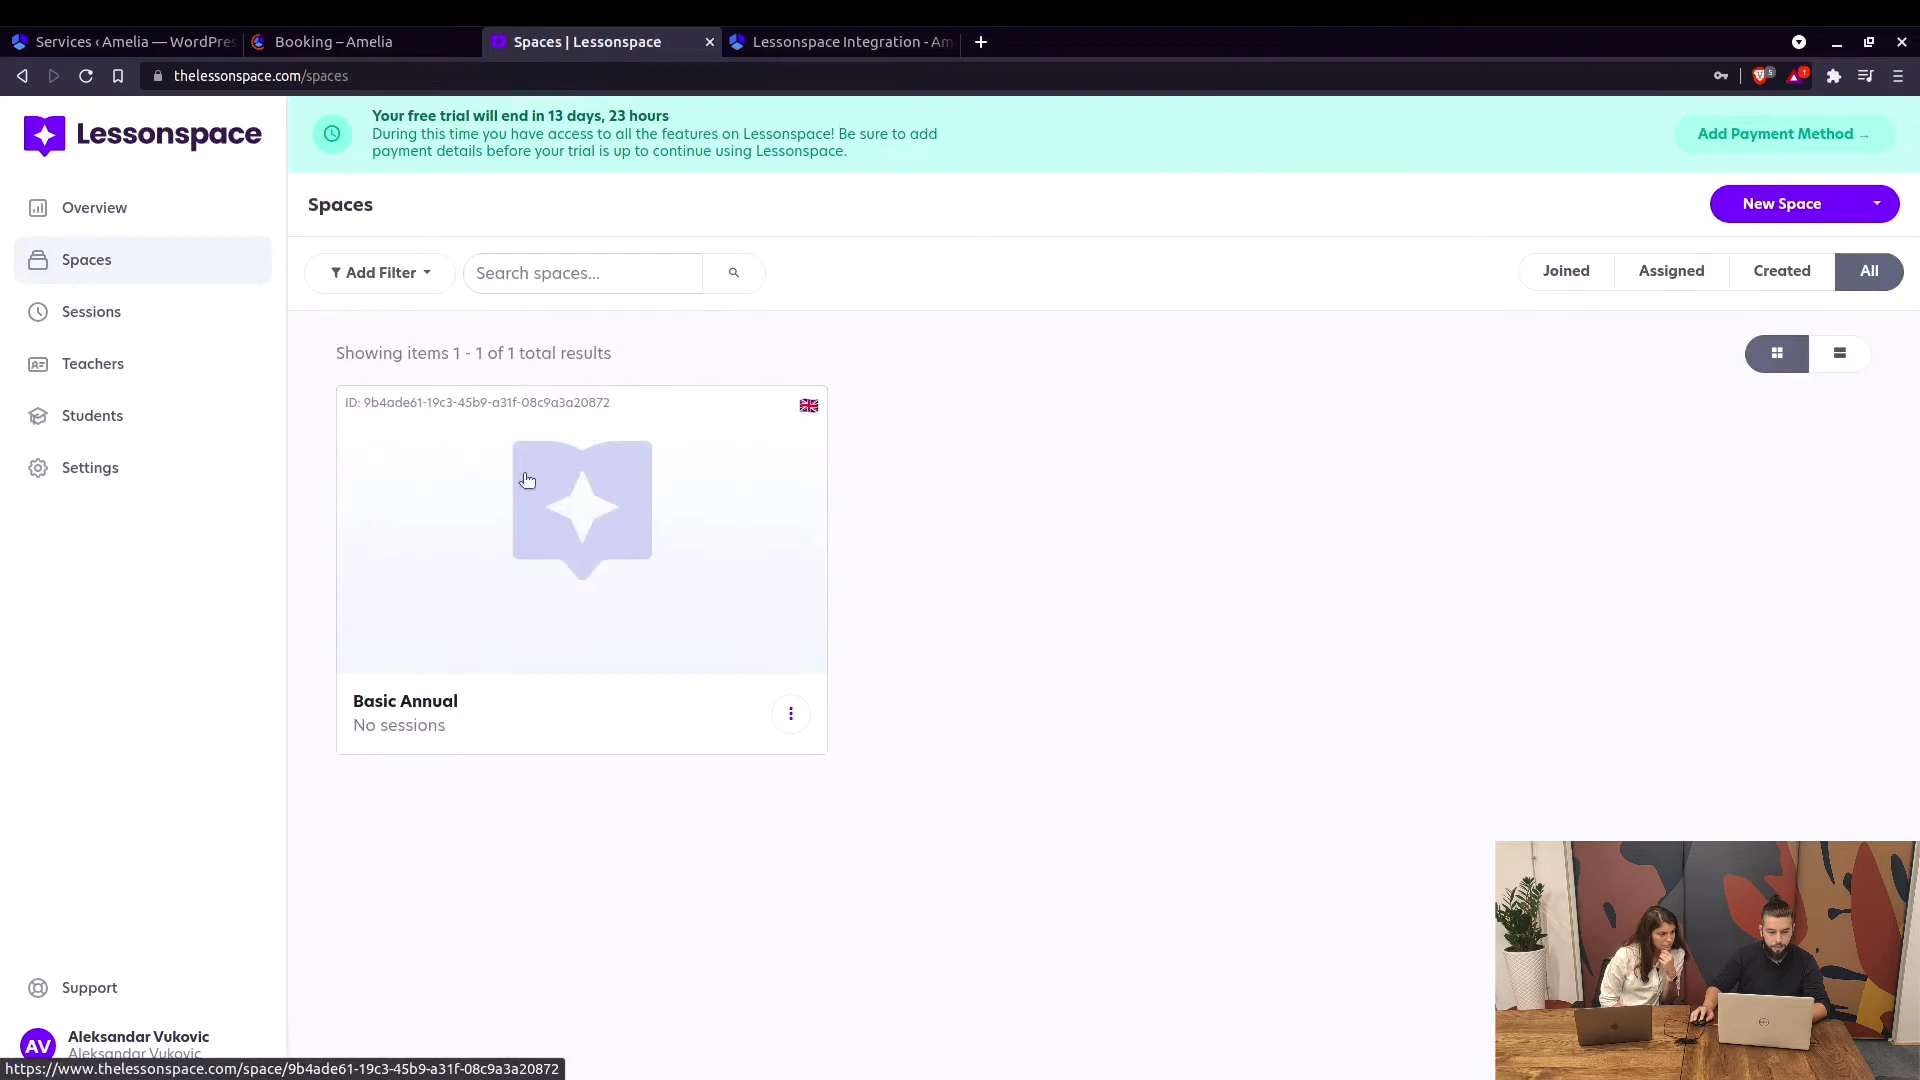 Services ‹ Amelia — WordPres
Booking – Amelia
Spaces | Lessonspace
Lessonspace Integration - Am
thelessonspace.com/spaces
5
1
Lessonspace
Your free trial will end in 13 days, 23 hours
During this time you have access to all the features on Lessonspace! Be sure to add
payment details before your trial is up to continue using Lessonspace.
Add Payment Method →
Overview
Spaces
Sessions
Teachers
Students
Settings
Spaces
New Space
Add Filter
Search spaces...
Joined
Assigned
Created
All
Showing items 1 - 1 of 1 total results
ID: 9b4ade61-19c3-45b9-a31f-08c9a3a20872
Basic Annual
No sessions
Support
AV
Aleksandar Vukovic
Aleksandar Vukovic
https://www.thelessonspace.com/space/9b4ade61-19c3-45b9-a31f-08c9a3a20872